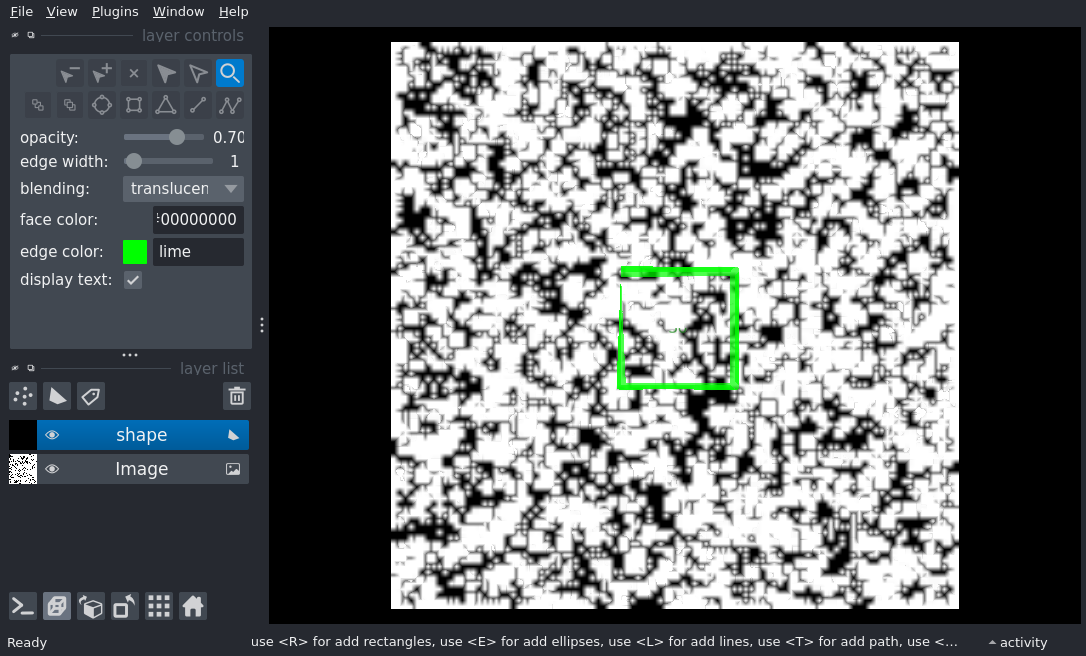 File View Plugins Window Help
layer controls
opacity: 0.70
edge width: 1
blending: translucen
face color: 00000000
edge color: lime
display text:
layer list
shape
Image
Ready use <R> for add rectangles, use <E> for add ellipses, use <L> for add lines, use <T> for add path, use <... activity